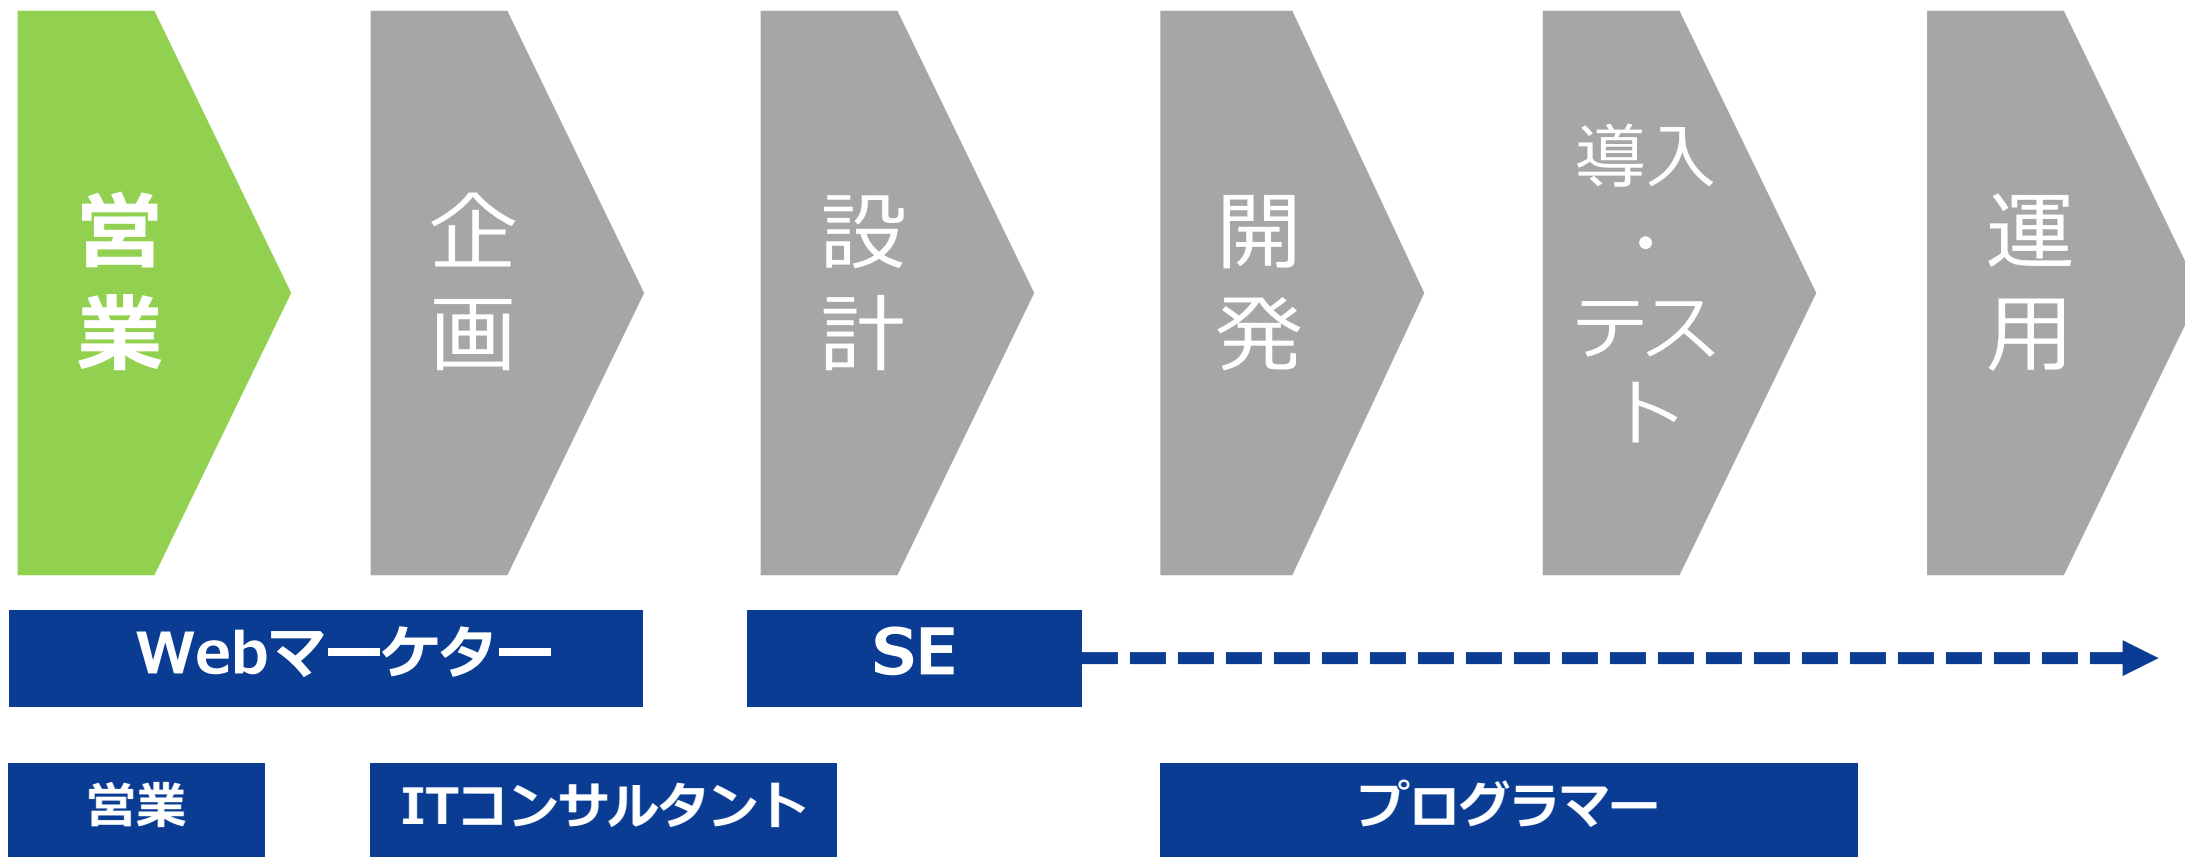 営
業
企
画
設
計
開
発
導入
・
テス
ト
運
用
Webマーケター
SE
営業
ITコンサルタント
プログラマー